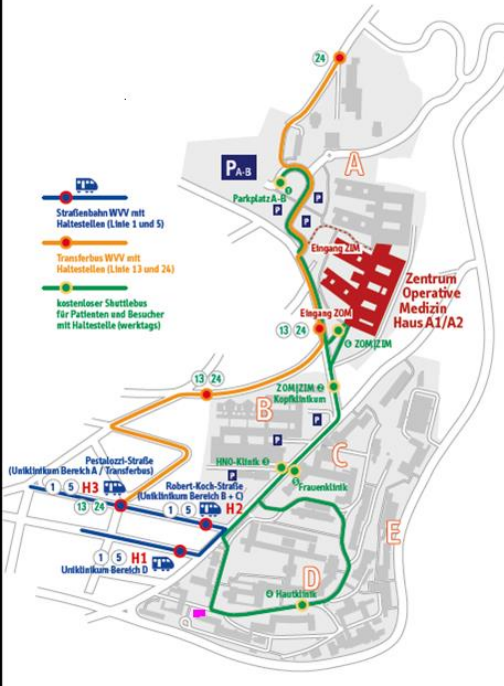 24
A
PA-B
Parkplatz A-B
P
P
P
Straßenbahn WVV mit
Haltestellen (Linie 1 und 5)
Transferbus WVV mit
Haltestellen (Linie 13 und 24)
kostenloser Shuttlebus
für Patienten und Besucher
mit Haltestelle (werktags)
Eingang ZIM
Zentrum
Operative
Medizin
Haus A1/A2
Eingang ZOM
13 24
ZOM|ZIM
13 24
ZOM|ZIM
Kopfklinikum
B
P
P
C
HNO-Klinik
Frauenklinik
P
Pestalozzi-Straße
(Uniklinikum Bereich A / Transferbus)
1 5 H3
13 24
Robert-Koch-Straße
(Uniklinikum Bereich B + C)
1 5 H2
E
1 5 H1
Uniklinikum Bereich D
D
Hautklinik